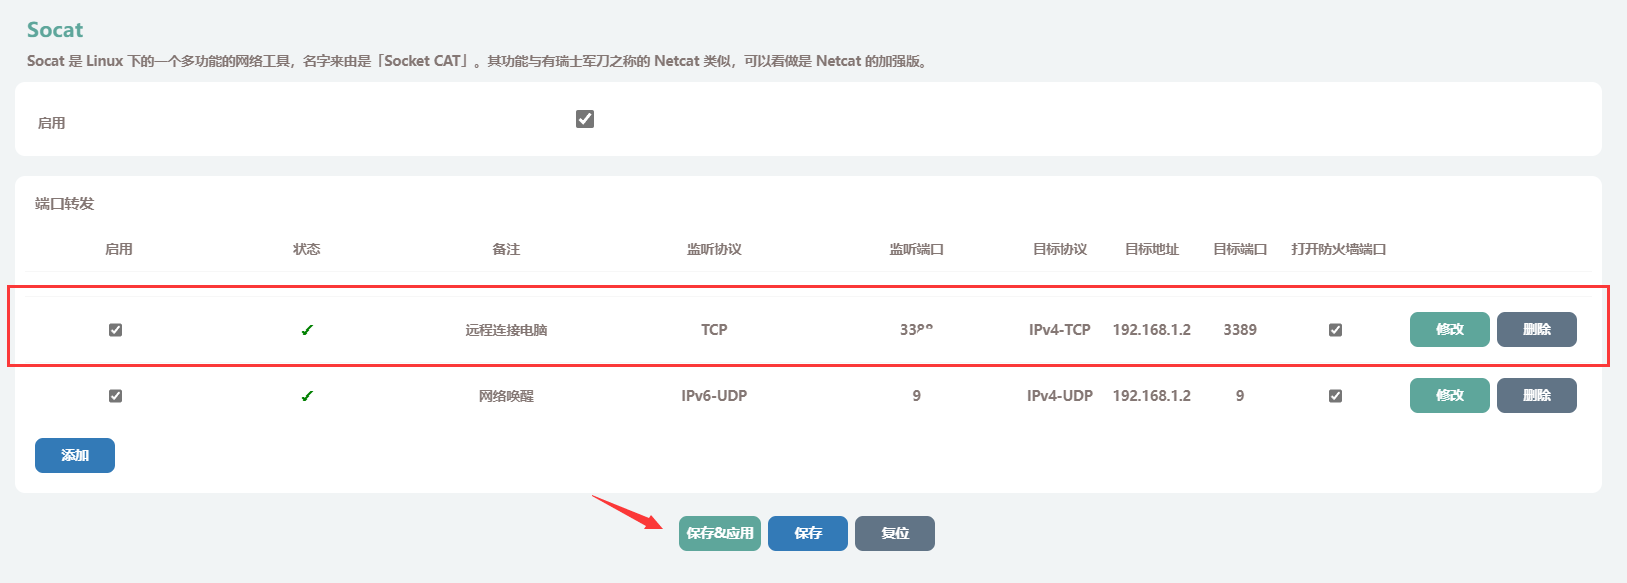 Socat
Socat 是 Linux 下的一个多功能的网络工具，名字来由是「Socket CAT」。其功能与有瑞士军刀之称的 Netcat 类似，可以看做是 Netcat 的加强版。
启用
端口转发
启用 状态 备注 监听协议 监听端口 目标协议 目标地址 目标端口 打开防火墙端口
远程连接电脑 TCP IPv4-TCP 192.168.1.2 3389 修改 删除
网络唤醒 IPv6-UDP 9 IPv4-UDP 192.168.1.2 9 修改 删除
添加
保存&应用 保存 复位